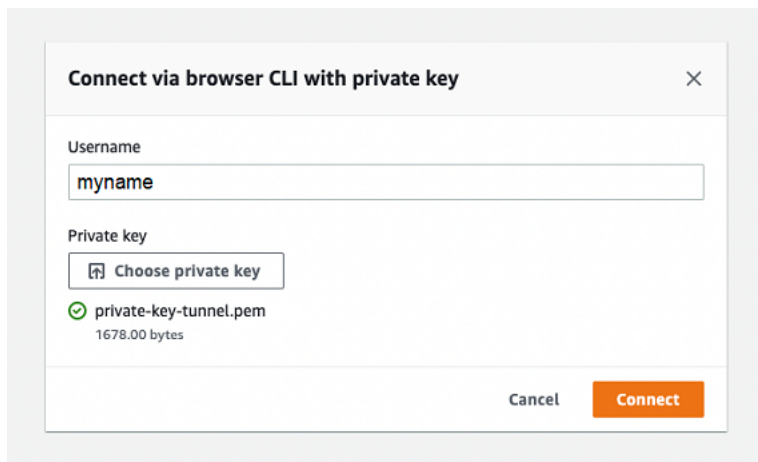 Connect via browser CLI with private key
Username
myname
Private key
Choose private key
private-key-tunnel.pem
1678.00 bytes
Cancel Connect